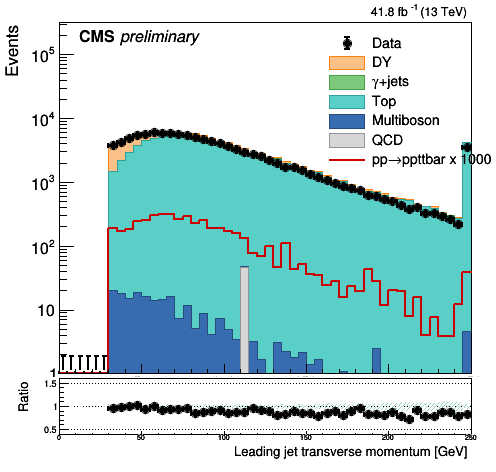 41.8 fb⁻¹ (13 TeV)
CMS preliminary
Events
Data
DY
γ+jets
Top
Multiboson
QCD
pp→ppttbar x 1000
10⁵
10⁴
10³
10²
10
1
Ratio
1.5
1
0.5
0 50 100 150 200 250
Leading jet transverse momentum [GeV]